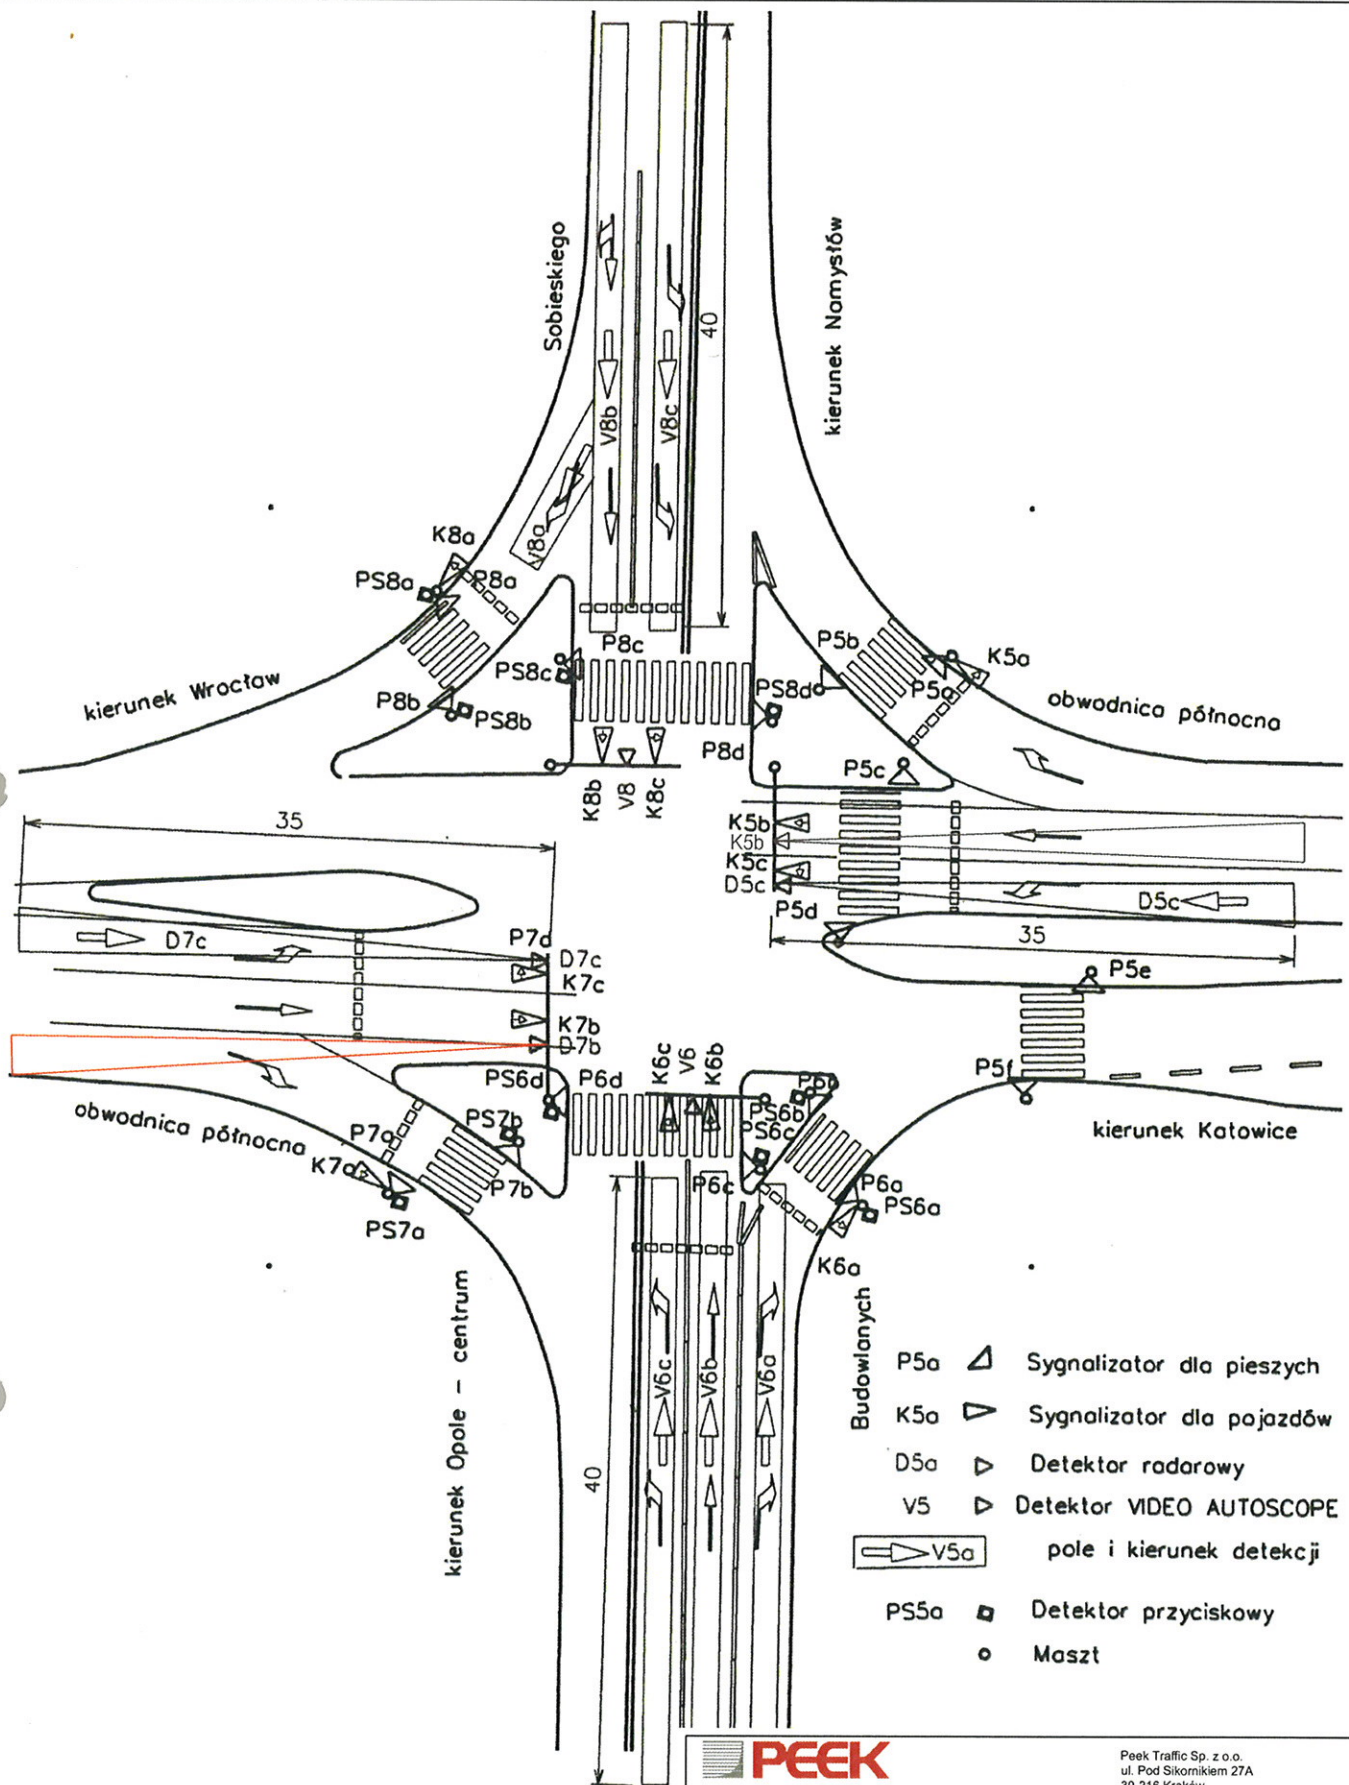 Sobieskiego
kierunek Namysłów
40
V8b
V8c
V8a
K8a
PS8a
P8a
P8c
PS8c
P8b
PS8b
kierunek Wrocław
P5b
K5a
P5a
PS8d
obwodnica północna
P8d
P5c
K8b
V8
K8c
K5b
K5b
K5c
D5c
P5d
D5c
35
35
D7c
P7d
D7c
K7c
K7b
D7b
P5e
P5f
kierunek Katowice
obwodnica północna
PS6d
P6d
K6c
V6
K6b
PS6b
PS6c
P6c
PS7b
P7a
K7a
P7b
PS7a
P6a
PS6a
K6a
kierunek Opole - centrum
Budowlanych
V6c
V6b
V6a
40
P5a Sygnalizator dla pieszych
K5a Sygnalizator dla pojazdów
D5a Detektor radarowy
V5 Detektor VIDEO AUTOSCOPE
V5a pole i kierunek detekcji
PS5a Detektor przyciskowy
Maszt
PEEK
Peek Traffic Sp. z o.o.
ul. Pod Sikornikiem 27A
30-216 Kraków